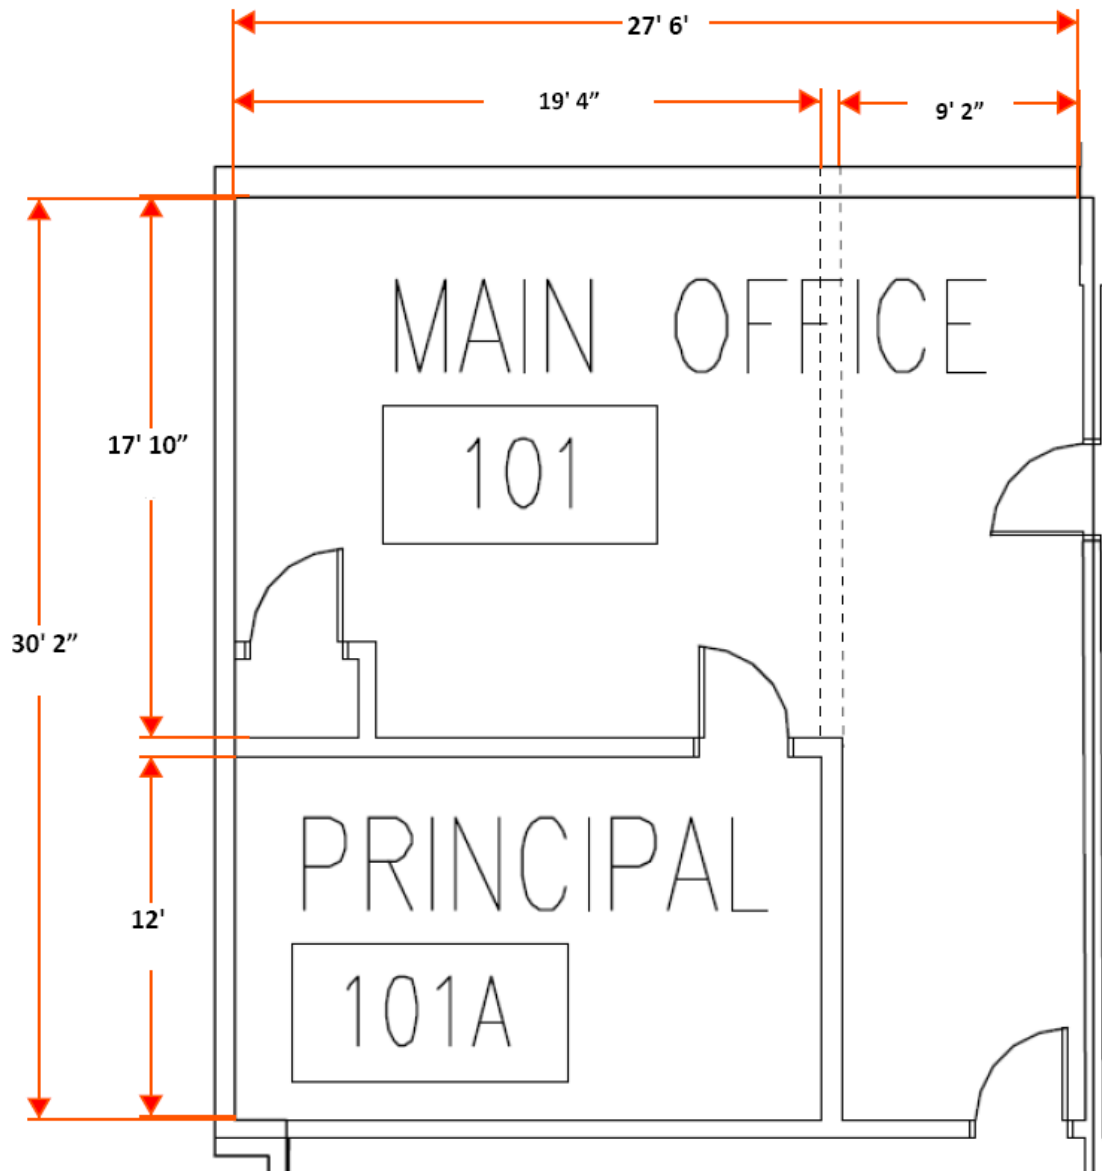 27' 6'
19' 4”
9' 2”
MAIN OFFICE
101
17' 10”
30' 2”
PRINCIPAL
12'
101A